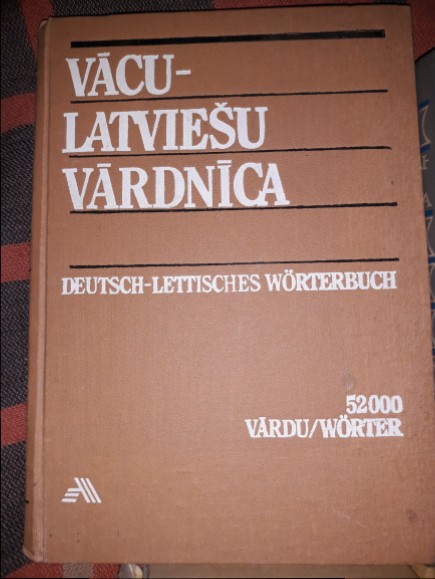 VĀCU-
LATVIEŠU
VĀRDNĪCA
DEUTSCH-LETTISCHES WÖRTERBUCH
52000
VĀRDU/WÖRTER